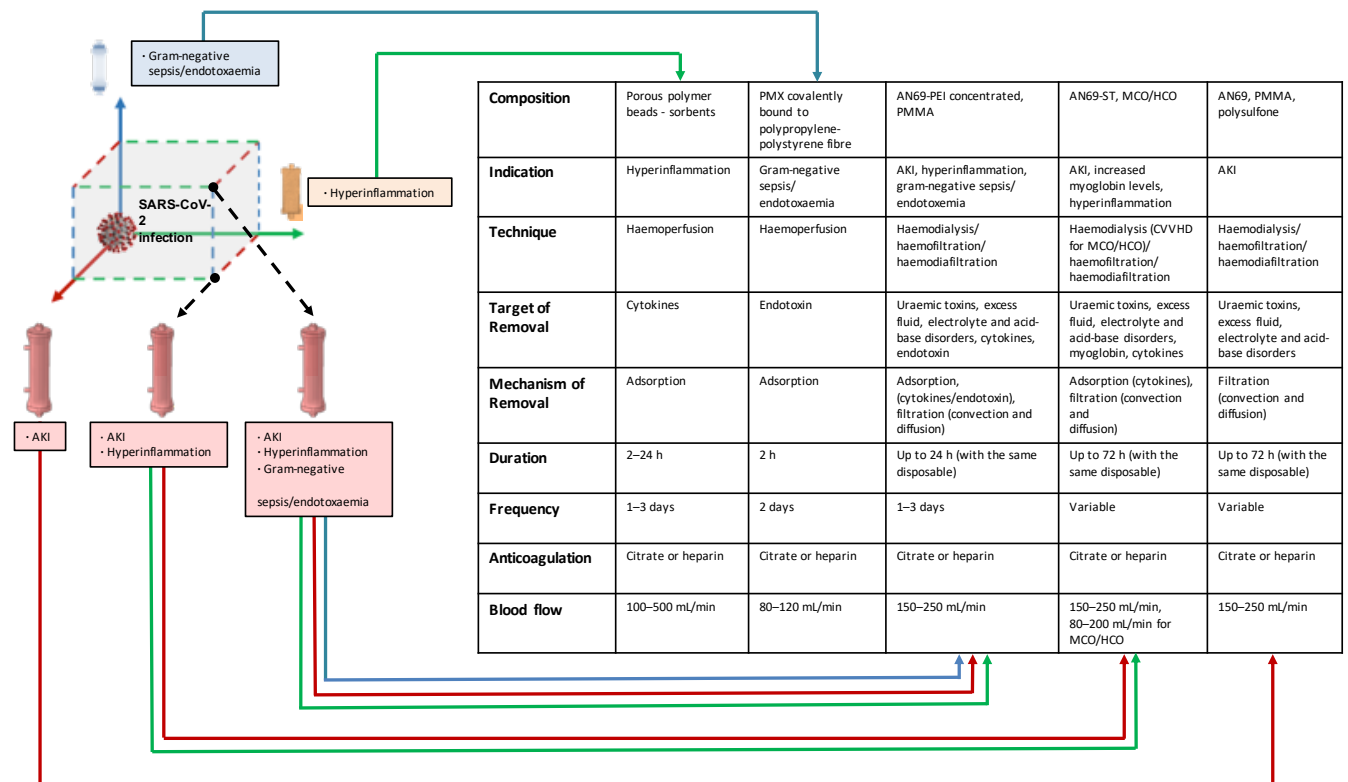 · Gram-negative
sepsis/endotoxaemia
· Hyperinflammation
SARS-CoV-
2
infection
· AKI
· AKI
· Hyperinflammation
· AKI
· Hyperinflammation
· Gram-negative
sepsis/endotoxaemia
Composition
Porous polymer
beads - sorbents
PMX covalently
bound to
polypropylene-
polystyrene fibre
AN69-PEI concentrated,
PMMA
AN69-ST, MCO/HCO
AN69, PMMA,
polysulfone
Indication
Hyperinflammation
Gram-negative
sepsis/
endotoxaemia
AKI, hyperinflammation,
gram-negative sepsis/
endotoxemia
AKI, increased
myoglobin levels,
hyperinflammation
AKI
Technique
Haemoperfusion
Haemoperfusion
Haemodialysis/
haemofiltration/
haemodiafiltration
Haemodialysis (CVVHD
for MCO/HCO)/
haemofiltration/
haemodiafiltration
Haemodialysis/
haemofiltration/
haemodiafiltration
Target of
Removal
Cytokines
Endotoxin
Uraemic toxins, excess
fluid, electrolyte and acid-
base disorders, cytokines,
endotoxin
Uraemic toxins, excess
fluid, electrolyte and
acid-base disorders,
myoglobin, cytokines
Uraemic toxins,
excess fluid,
electrolyte and acid-
base disorders
Mechanism of
Removal
Adsorption
Adsorption
Adsorption,
(cytokines/endotoxin),
filtration (convection and
diffusion)
Adsorption (cytokines),
filtration (convection
and
diffusion)
Filtration
(convection and
diffusion)
Duration
2–24 h
2 h
Up to 24 h (with the same
disposable)
Up to 72 h (with the
same disposable)
Up to 72 h (with the
same disposable)
Frequency
1–3 days
2 days
1–3 days
Variable
Variable
Anticoagulation
Citrate or heparin
Citrate or heparin
Citrate or heparin
Citrate or heparin
Citrate or heparin
Blood flow
100–500 mL/min
80–120 mL/min
150–250 mL/min
150–250 mL/min,
80–200 mL/min for
MCO/HCO
150–250 mL/min